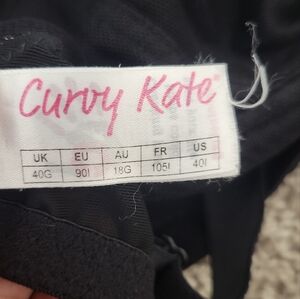 Curvy Kate
UK EU AU FR US
40G 90I 18G 105I 40I